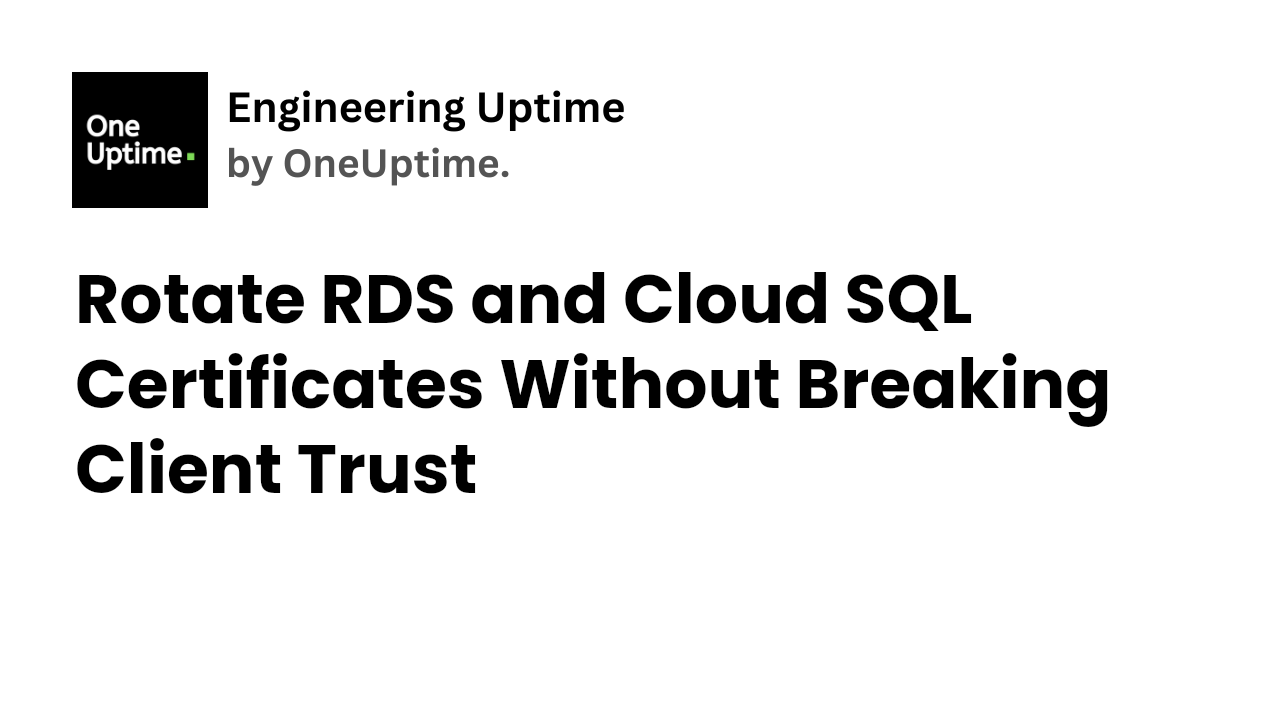 One
Uptime.
Engineering Uptime
by OneUptime.
Rotate RDS and Cloud SQL
Certificates Without Breaking
Client Trust